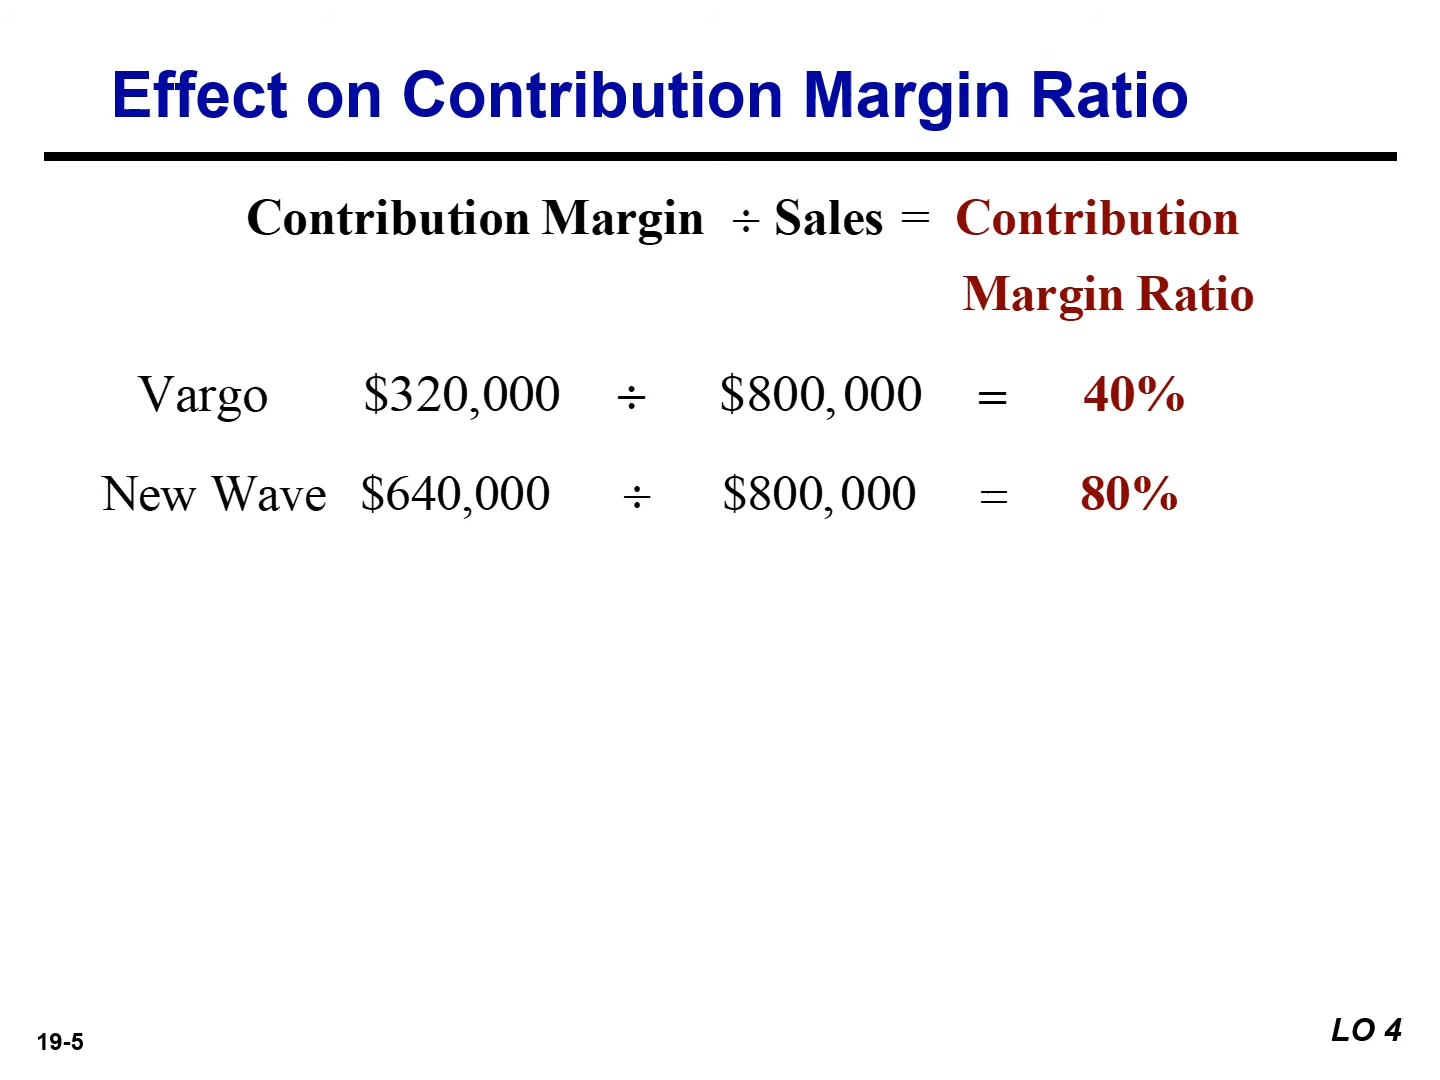 Effect on Contribution Margin Ratio
Contribution Margin ÷ Sales = Contribution
Margin Ratio
Vargo $320,000 ÷ $800,000 = 40%
New Wave $640,000 ÷ $800,000 = 80%
19-5
LO 4